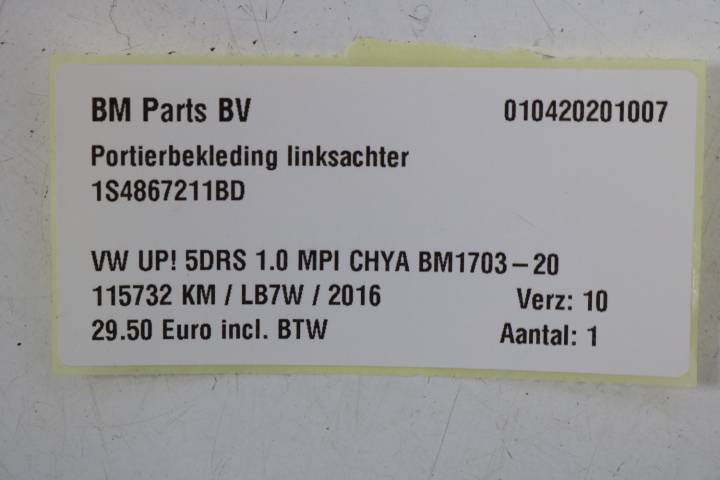 BM Parts BV 010420201007
Portierbekleding linksachter
1S4867211BD
VW UP! 5DRS 1.0 MPI CHYA BM1703-20
115732 KM / LB7W / 2016 Verz: 10
29.50 Euro incl. BTW Aantal: 1